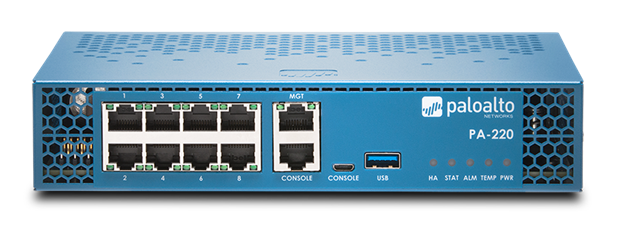 1 3 5 7 MGT
paloalto
NETWORKS
PA-220
2 4 6 8 CONSOLE CONSOLE USB HA STAT ALM TEMP PWR